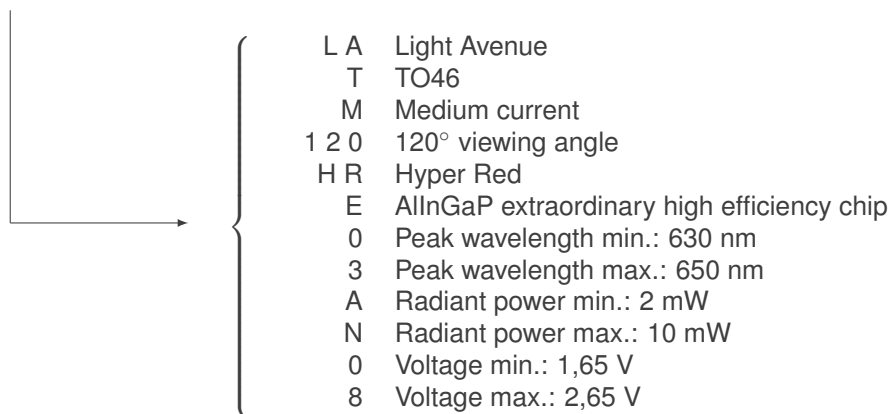 L A Light Avenue
T TO46
M Medium current
1 2 0 120° viewing angle
H R Hyper Red
E AlInGaP extraordinary high efficiency chip
0 Peak wavelength min.: 630 nm
3 Peak wavelength max.: 650 nm
A Radiant power min.: 2 mW
N Radiant power max.: 10 mW
0 Voltage min.: 1,65 V
8 Voltage max.: 2,65 V